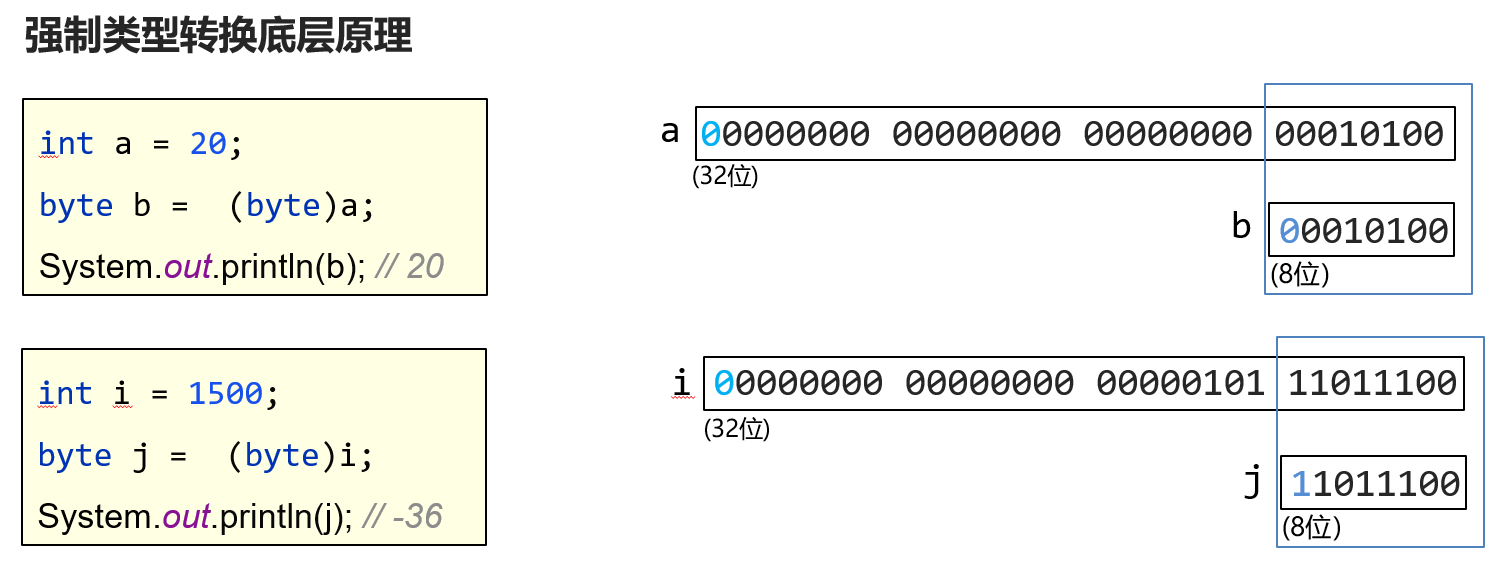 强制类型转换底层原理
int a = 20;
byte b = (byte)a;
System.out.println(b); // 20
a 00000000 00000000 00000000 00010100
(32位)
b 00010100
(8位)
int i = 1500;
byte j = (byte)i;
System.out.println(j); // -36
i 00000000 00000000 00000101 11011100
(32位)
j 11011100
(8位)